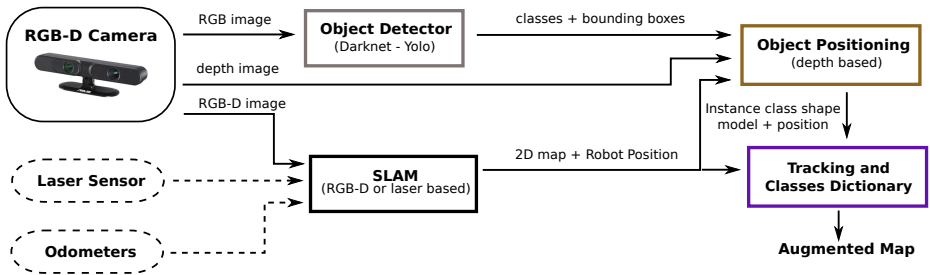 RGB image
RGB-D Camera
Object Detector
(Darknet - Yolo)
classes + bounding boxes
Object Positioning
(depth based)
depth image
RGB-D image
Instance class shape
model + position
2D map + Robot Position
SLAM
(RGB-D or laser based)
Laser Sensor
Tracking and
Classes Dictionary
Odometers
Augmented Map